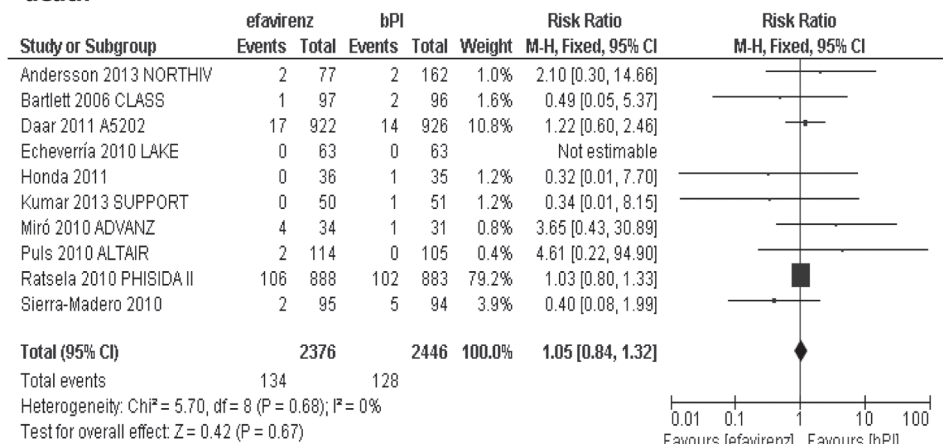 efavirenz bPI Risk Ratio Risk Ratio
Study or Subgroup Events Total Events Total Weight M-H, Fixed, 95% CI M-H, Fixed, 95% CI
Andersson 2013 NORTHIV 2 77 2 162 1.0% 2.10 [0.30, 14.66]
Bartlett 2006 CLASS 1 97 2 96 1.6% 0.49 [0.05, 5.37]
Daar 2011 A5202 17 922 14 926 10.8% 1.22 [0.60, 2.46]
Echeverría 2010 LAKE 0 63 0 63 Not estimable
Honda 2011 0 36 1 35 1.2% 0.32 [0.01, 7.70]
Kumar 2013 SUPPORT 0 50 1 51 1.2% 0.34 [0.01, 8.15]
Miró 2010 ADVANZ 4 34 1 31 0.8% 3.65 [0.43, 30.89]
Puls 2010 ALTAIR 2 114 0 105 0.4% 4.61 [0.22, 94.90]
Ratsela 2010 PHISIDA II 106 888 102 883 79.2% 1.03 [0.80, 1.33]
Sierra-Madero 2010 2 95 5 94 3.9% 0.40 [0.08, 1.99]
Total (95% CI) 2376 2446 100.0% 1.05 [0.84, 1.32]
Total events 134 128
Heterogeneity: Chi² = 5.70, df = 8 (P = 0.68); I² = 0%
Test for overall effect: Z = 0.42 (P = 0.67)
0.01 0.1 1 10 100
Favours [efavirenz] Favours [bPI]